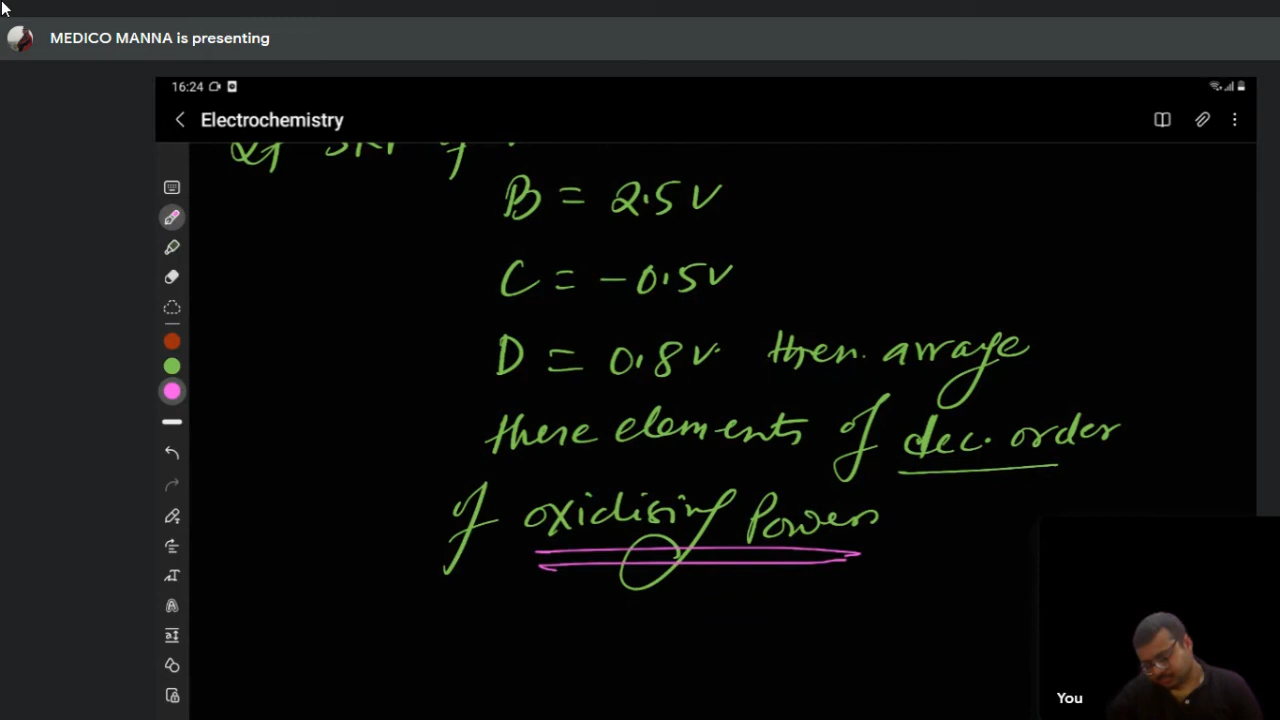 MEDICO MANNA is presenting
16:24
Electrochemistry
B = 2.5V
C = -0.5V
D = 0.8V. then. arrage
there elements of dec. order
of oxidising Power
You